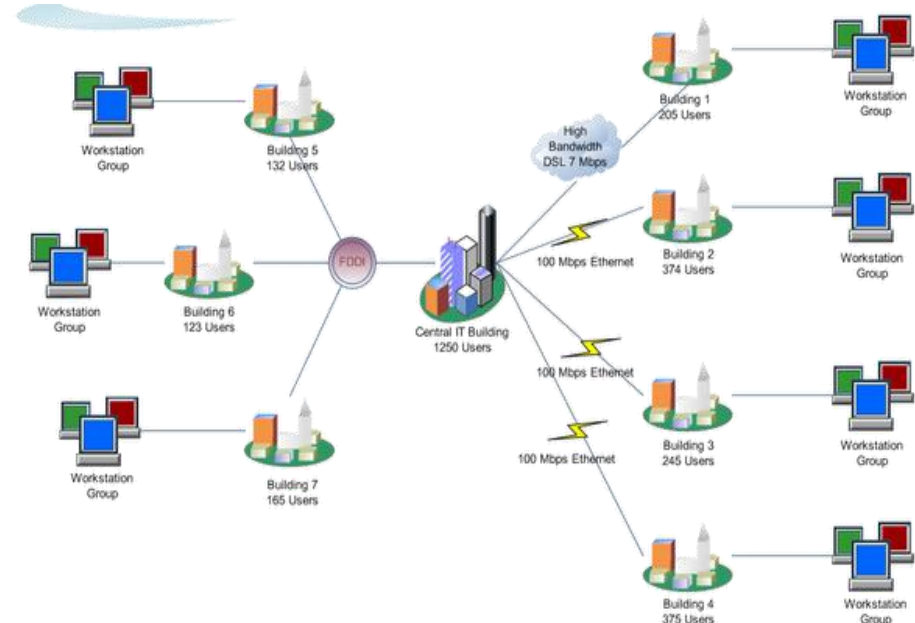 Workstation
Group
Building 5
132 Users
Workstation
Group
Building 6
123 Users
Workstation
Group
Building 7
165 Users
FDDI
Central IT Building
1250 Users
High
Bandwidth
DSL 7 Mbps
Building 1
205 Users
Workstation
Group
100 Mbps Ethernet
Building 2
374 Users
Workstation
Group
100 Mbps Ethernet
Building 3
245 Users
Workstation
Group
100 Mbps Ethernet
Building 4
375 Users
Workstation
Group